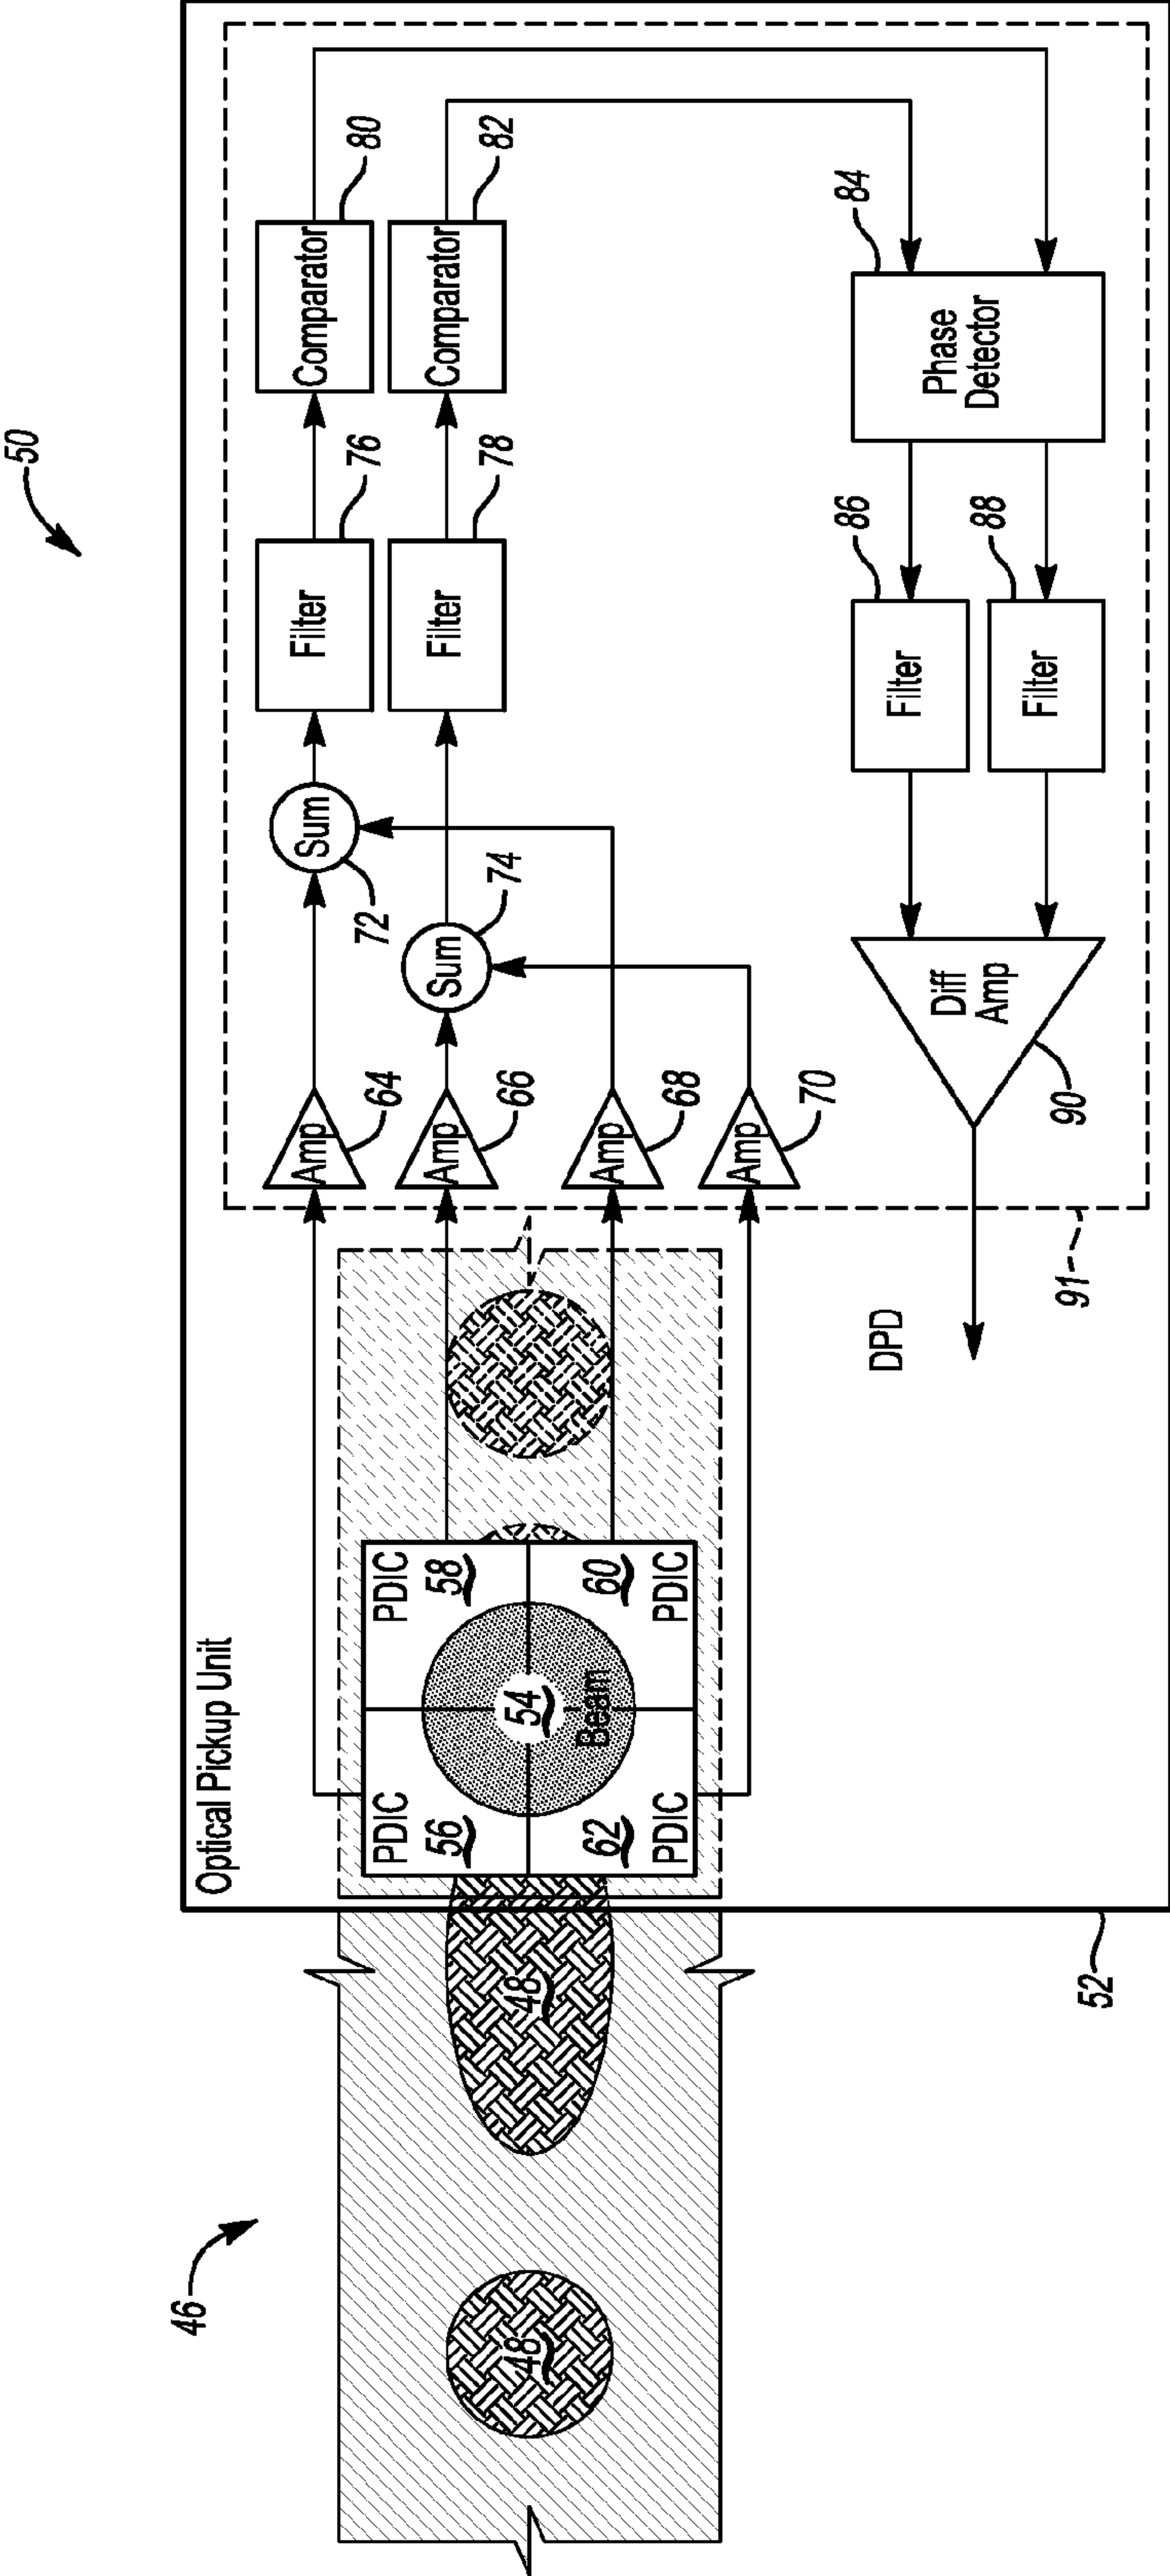 50
46
Optical Pickup Unit
48
48
PDIC
56
PDIC
58
54
Beam
62
PDIC
60
PDIC
Amp
64
Amp
66
Amp
68
Amp
70
Sum
72
Sum
74
Filter
76
Filter
78
Comparator
80
Comparator
82
Phase
Detector
84
Filter
86
Filter
88
Diff
Amp
90
DPD
91
52